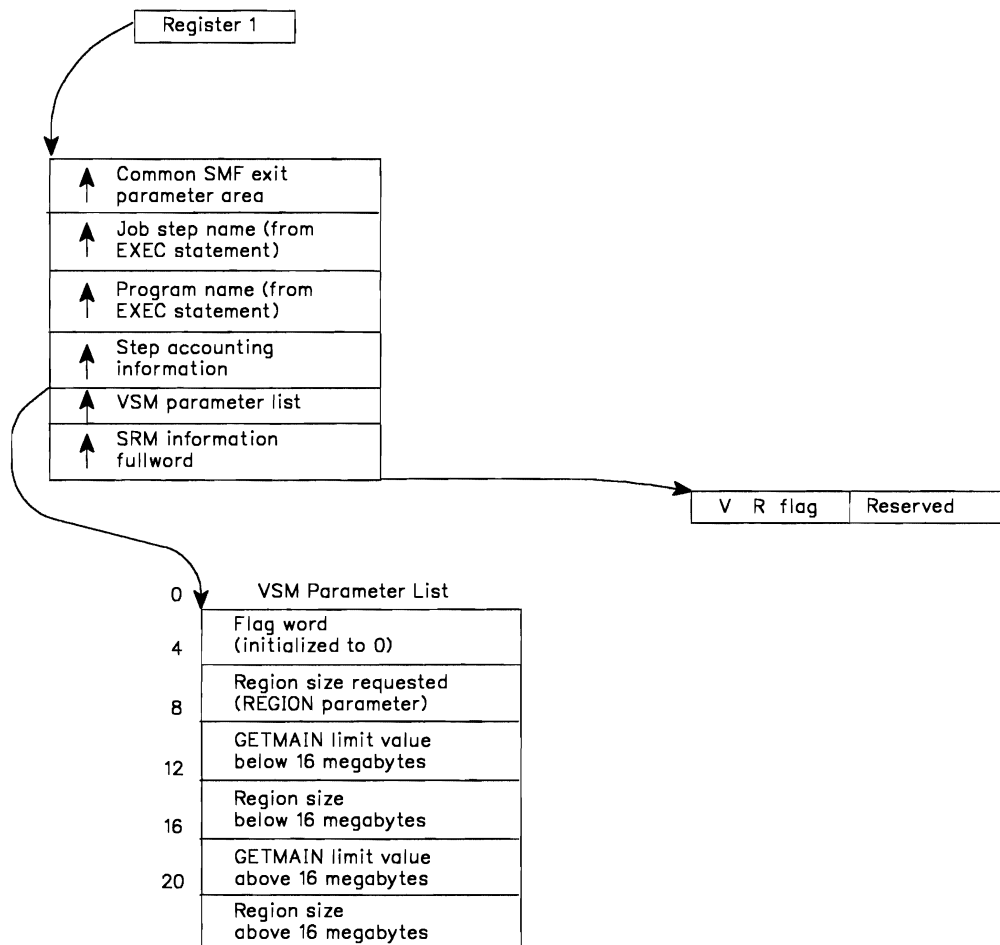 Register 1
Common SMF exit
parameter area
Job step name (from
EXEC statement)
Program name (from
EXEC statement)
Step accounting
information
VSM parameter list
SRM information
fullword
V R flag Reserved
0 VSM Parameter List
Flag word
4 (initialized to 0)
Region size requested
8 (REGION parameter)
GETMAIN limit value
12 below 16 megabytes
Region size
16 below 16 megabytes
GETMAIN limit value
20 above 16 megabytes
Region size
above 16 megabytes